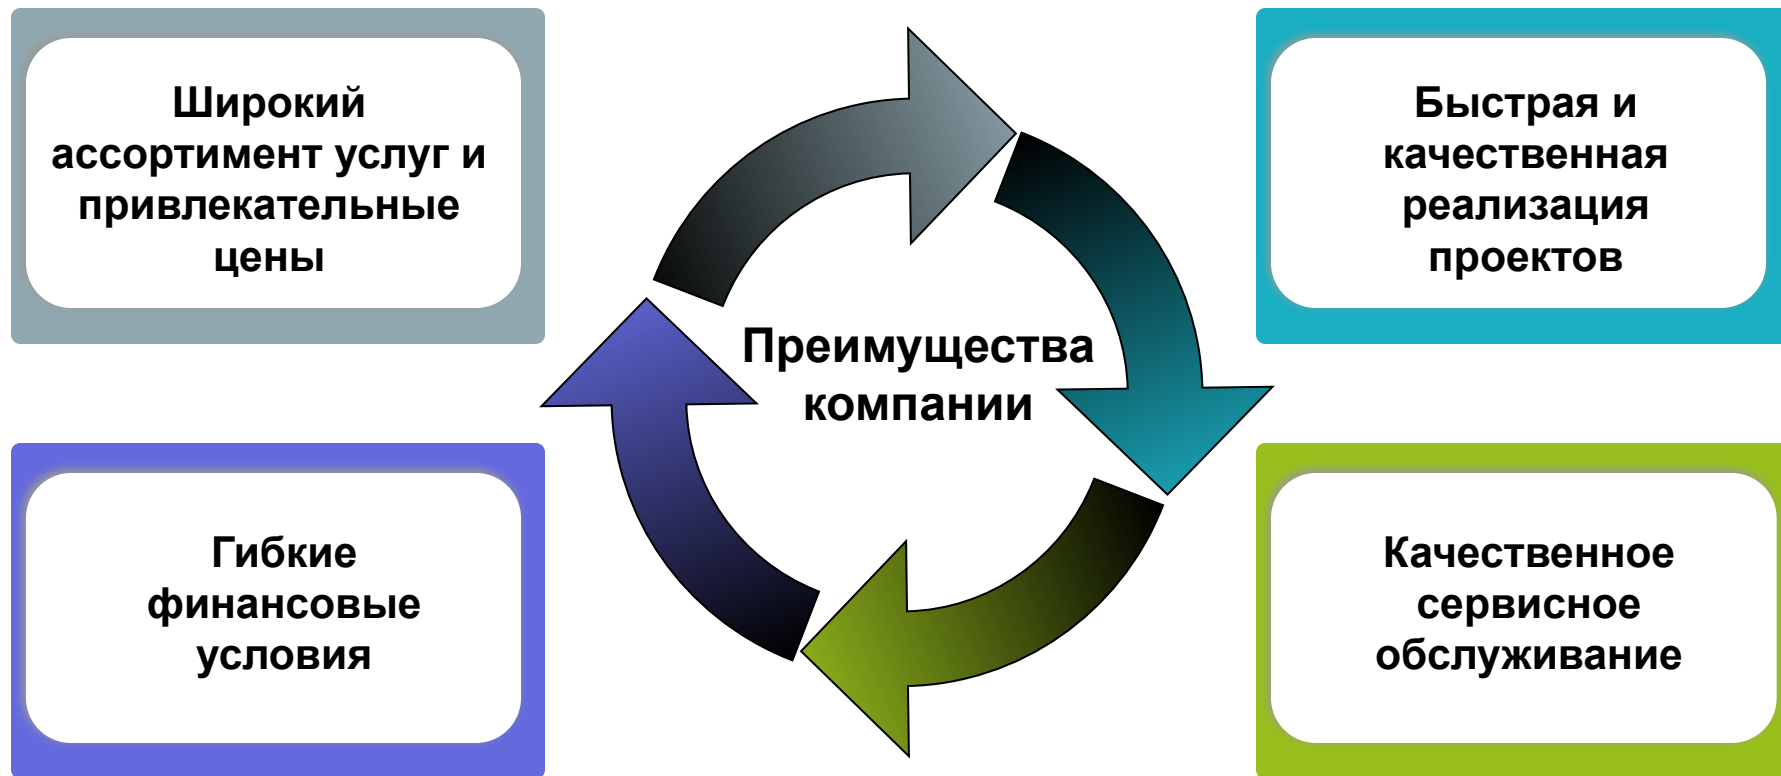 Широкий
ассортимент услуг и
привлекательные
цены
Быстрая и
качественная
реализация
проектов
Преимущества
компании
Гибкие
финансовые
условия
Качественное
сервисное
обслуживание